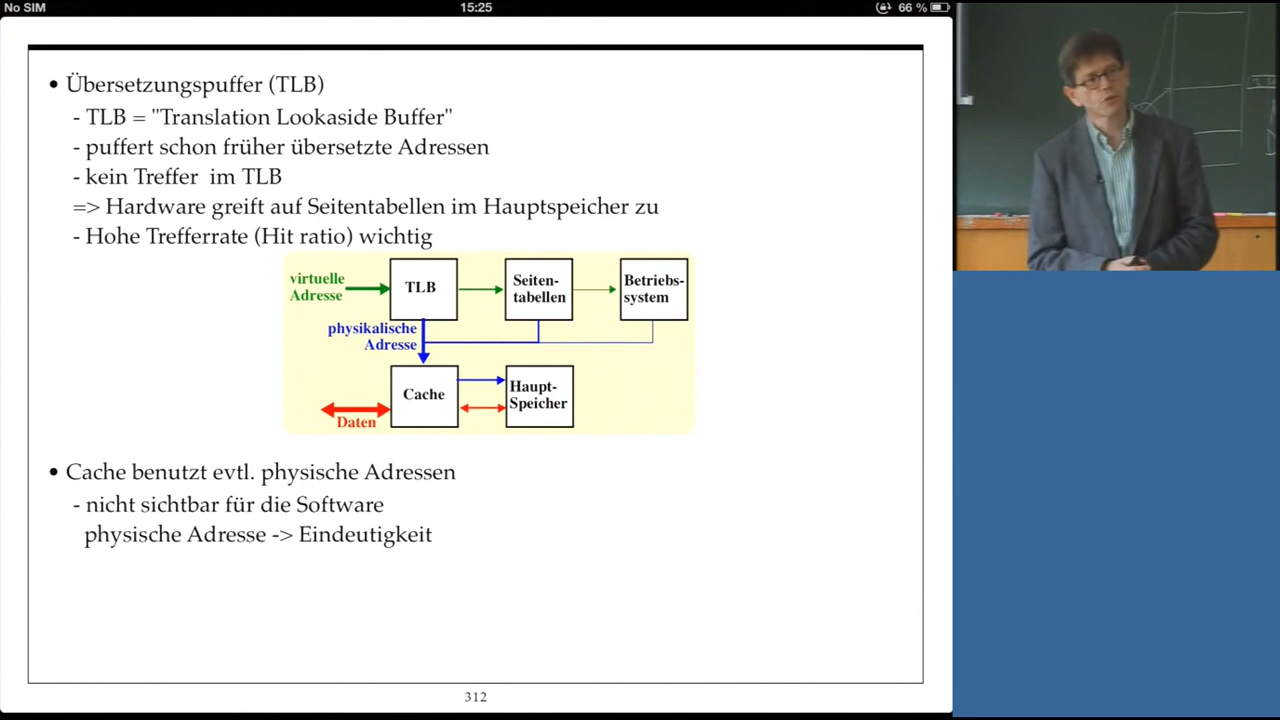 No SIM 15:25 66 %
• Übersetzungspuffer (TLB)
- TLB = "Translation Lookaside Buffer"
- puffert schon früher übersetzte Adressen
- kein Treffer im TLB
=> Hardware greift auf Seitentabellen im Hauptspeicher zu
- Hohe Trefferrate (Hit ratio) wichtig
virtuelle
Adresse
TLB
Seiten-
tabellen
Betriebs-
system
physikalische
Adresse
Cache
Haupt-
Speicher
Daten
• Cache benutzt evtl. physische Adressen
- nicht sichtbar für die Software
physische Adresse -> Eindeutigkeit
312